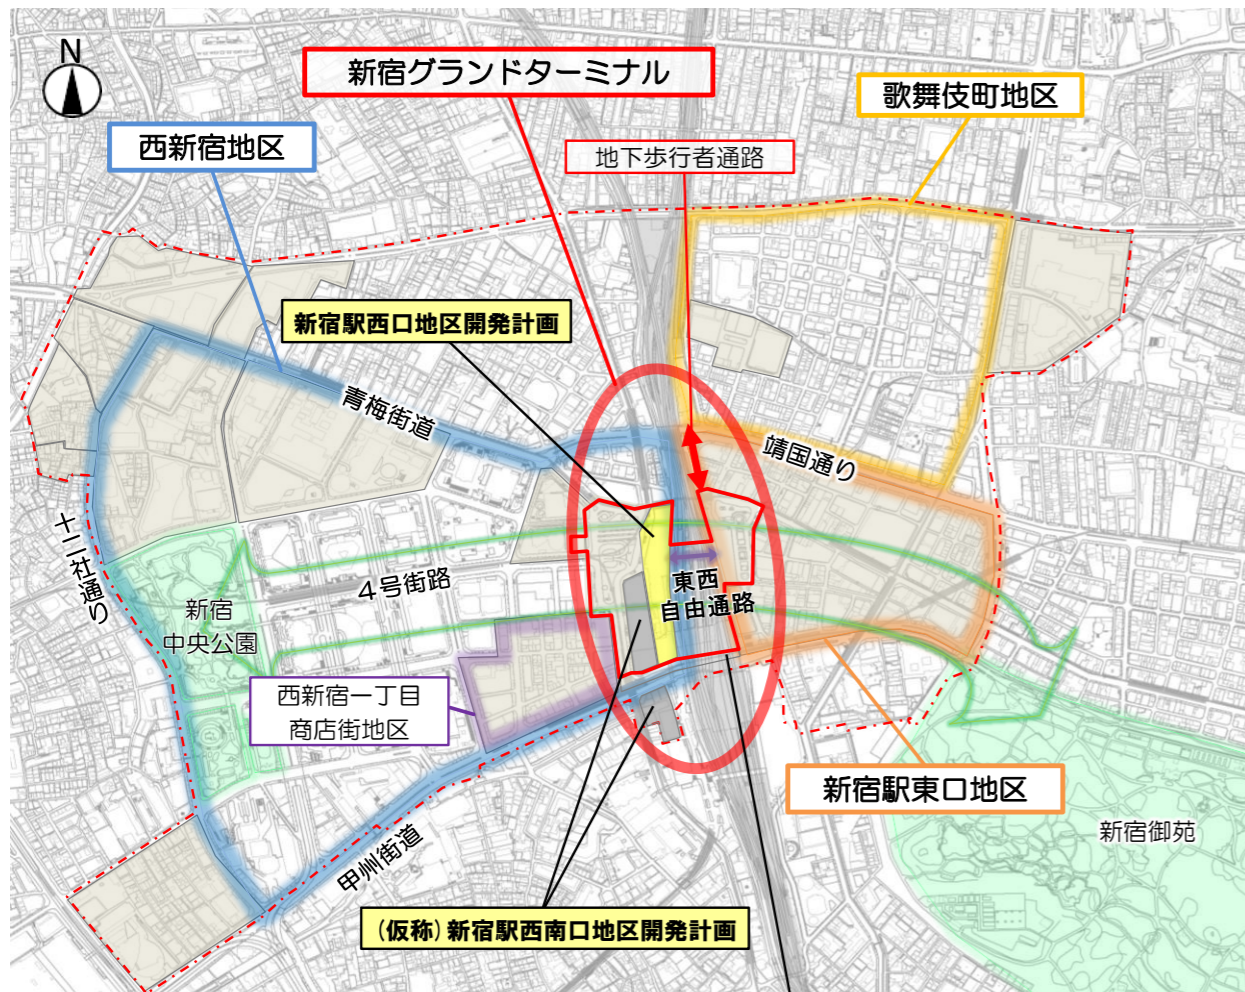 N
新宿グランドターミナル
歌舞伎町地区
西新宿地区
地下歩行者通路
新宿駅西口地区開発計画
青梅街道
靖国通り
十二社通り
4号街路
東西
自由通路
新宿
中央公園
西新宿一丁目
商店街地区
新宿駅東口地区
新宿御苑
甲州街道
(仮称)新宿駅西南口地区開発計画